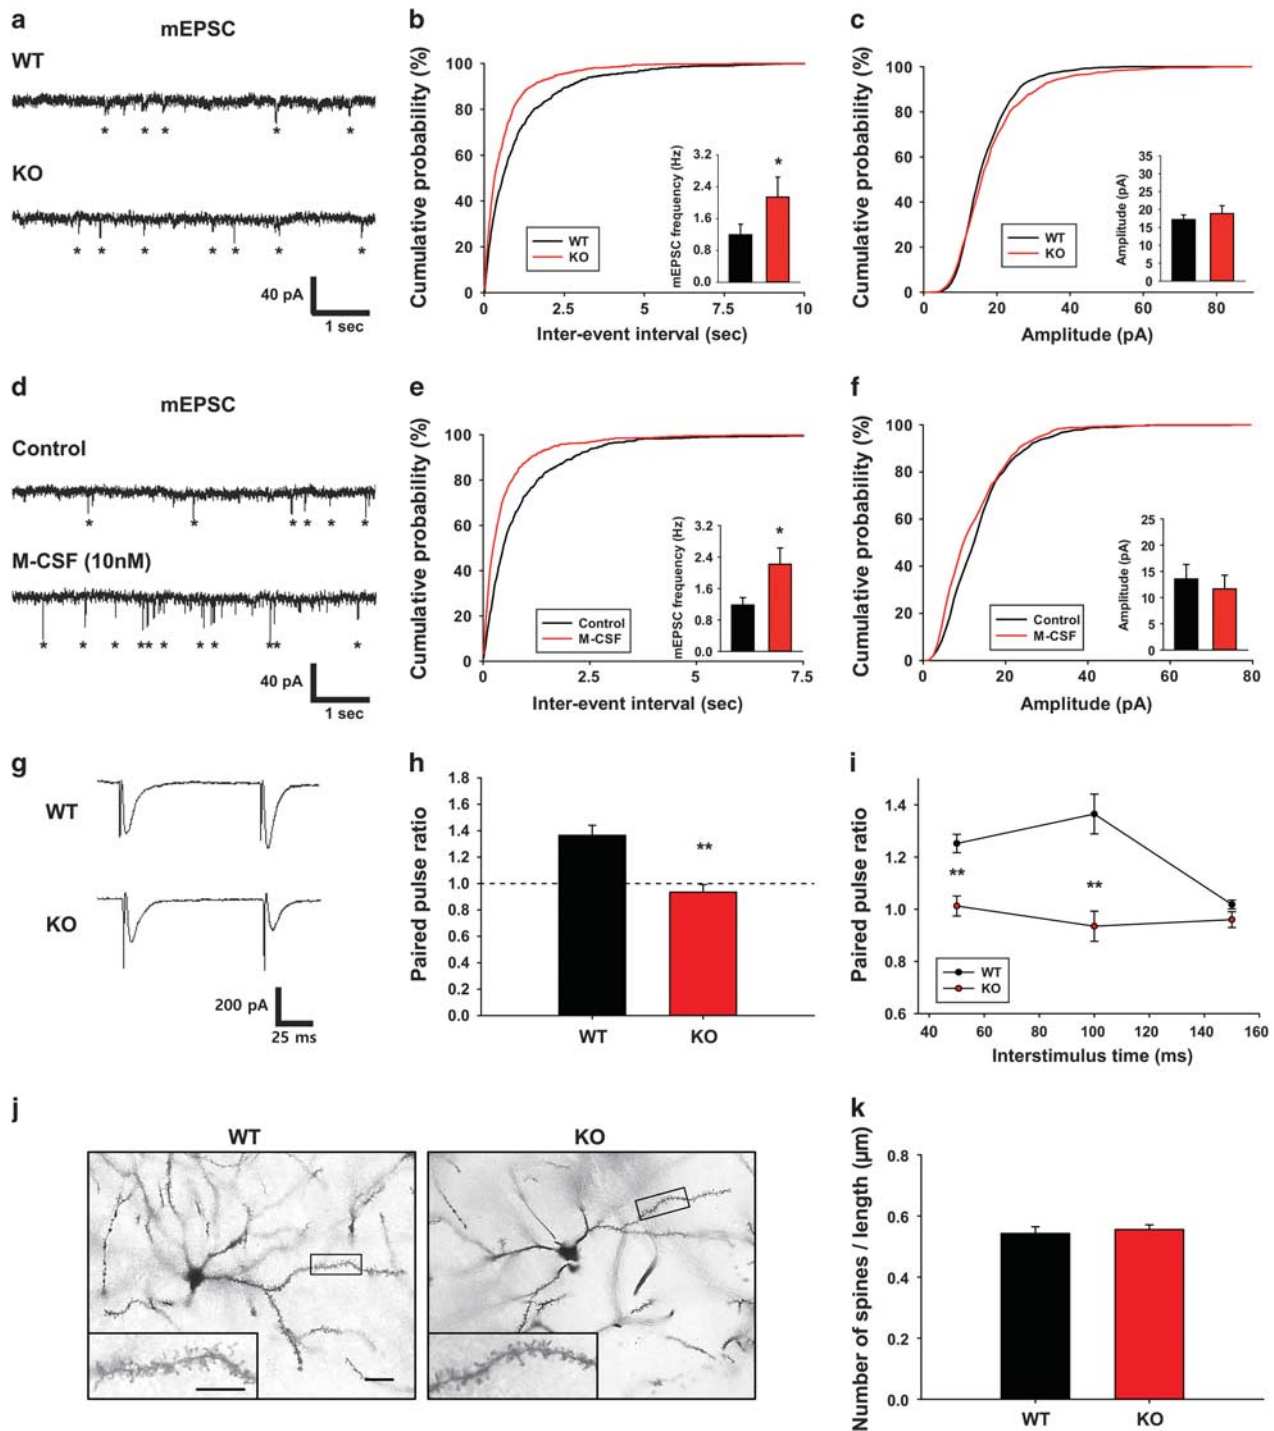 a
mEPSC
WT
* * * * *
KO
* * * * * * *
40 pA
1 sec
b
Cumulative probability (%)
100
80
60
40
20
0
0 2.5 5 7.5 10
Inter-event interval (sec)
WT
KO
mEPSC frequency (Hz)
3.2
2.4
1.6
0.8
0.0
*
c
Cumulative probability (%)
100
80
60
40
20
0
0 20 40 60 80
Amplitude (pA)
WT
KO
Amplitude (pA)
35
30
25
20
15
10
5
0
d
mEPSC
Control
* * * * * *
M-CSF (10nM)
* * * ** * * * ** *
40 pA
1 sec
e
Cumulative probability (%)
100
80
60
40
20
0
0 2.5 5 7.5
Inter-event interval (sec)
Control
M-CSF
mEPSC frequency (Hz)
3.2
2.4
1.6
0.8
0.0
*
f
Cumulative probability (%)
100
80
60
40
20
0
0 20 40 60 80
Amplitude (pA)
Control
M-CSF
Amplitude (pA)
25
20
15
10
5
0
g
WT
KO
200 pA
25 ms
h
Paired pulse ratio
1.8
1.6
1.4
1.2
1.0
0.8
0.6
0.4
0.2
0.0
**
WT KO
i
Paired pulse ratio
1.4
1.2
1.0
0.8
0.6
** **
WT
KO
40 60 80 100 120 140 160
Interstimulus time (ms)
j
WT KO
k
Number of spines / length (μm)
0.8
0.6
0.4
0.2
0.0
WT KO